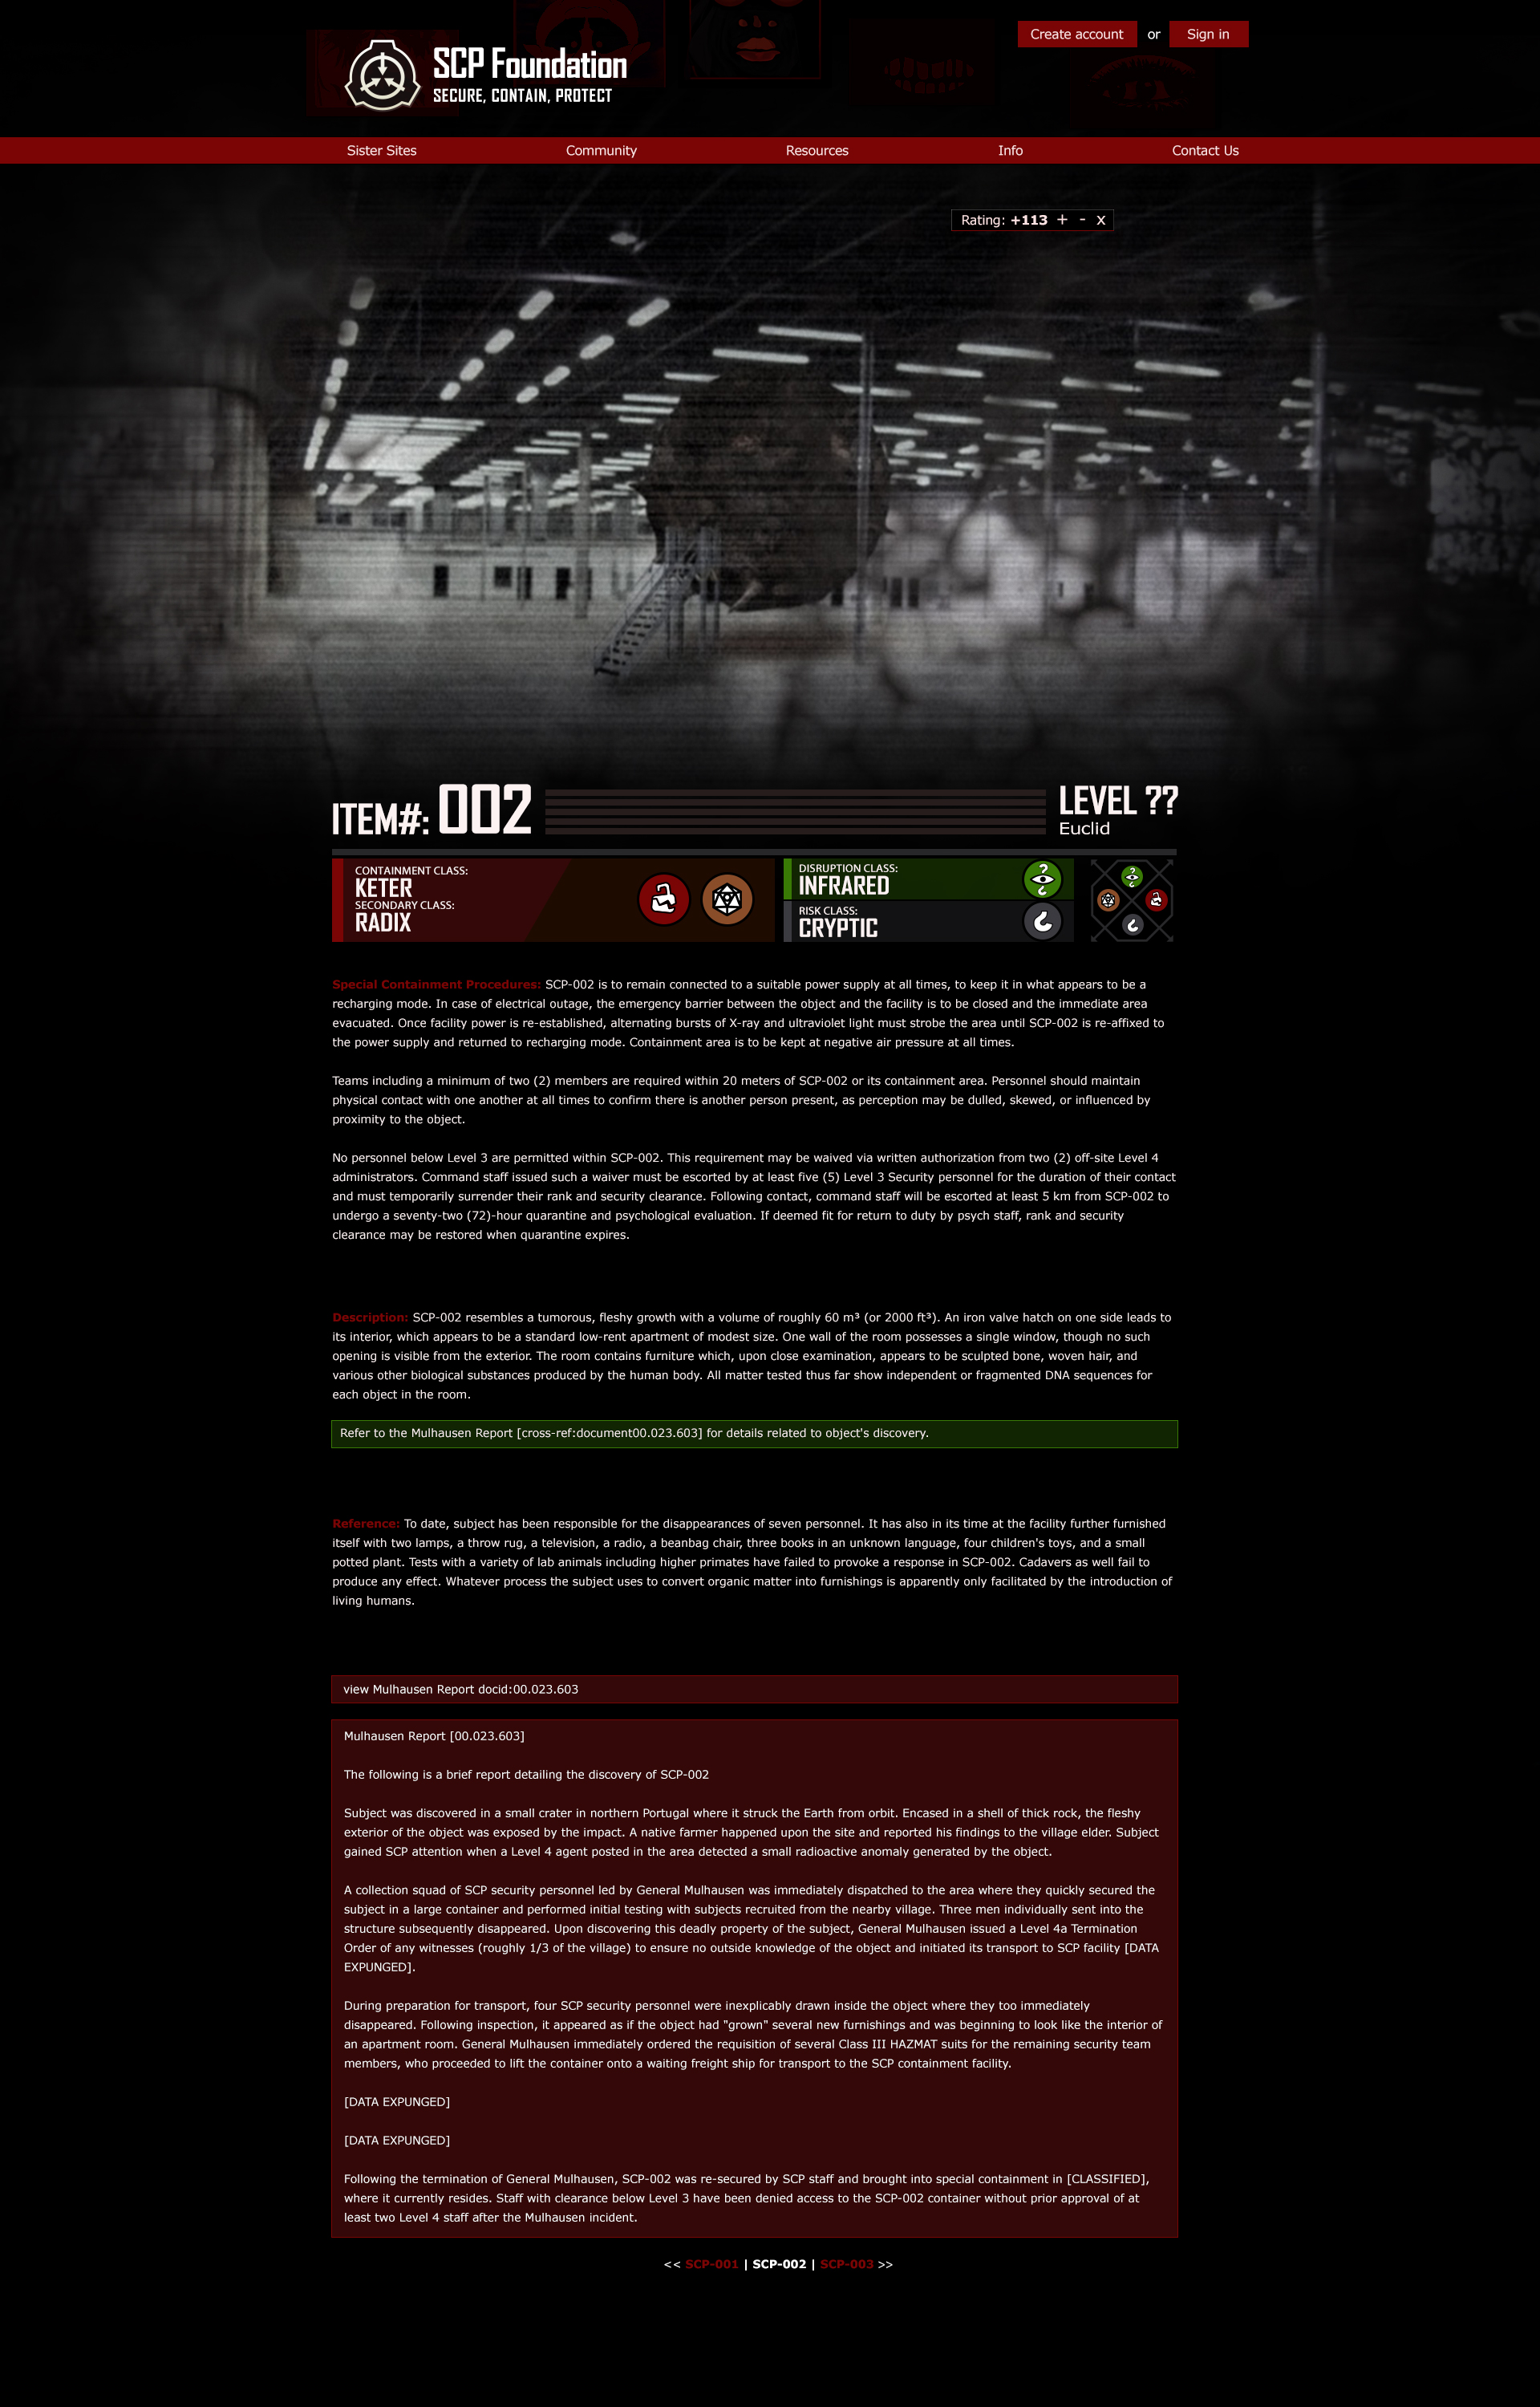 Create account or Sign in
SCP Foundation
SECURE, CONTAIN, PROTECT
Sister Sites Community Resources Info Contact Us
Rating: +113 + - x
ITEM#: 002
LEVEL ??
Euclid
CONTAINMENT CLASS:
KETER
SECONDARY CLASS:
RADIX
DISRUPTION CLASS:
INFRARED
RISK CLASS:
CRYPTIC
Special Containment Procedures: SCP-002 is to remain connected to a suitable power supply at all times, to keep it in what appears to be a
recharging mode. In case of electrical outage, the emergency barrier between the object and the facility is to be closed and the immediate area
evacuated. Once facility power is re-established, alternating bursts of X-ray and ultraviolet light must strobe the area until SCP-002 is re-affixed to
the power supply and returned to recharging mode. Containment area is to be kept at negative air pressure at all times.
Teams including a minimum of two (2) members are required within 20 meters of SCP-002 or its containment area. Personnel should maintain
physical contact with one another at all times to confirm there is another person present, as perception may be dulled, skewed, or influenced by
proximity to the object.
No personnel below Level 3 are permitted within SCP-002. This requirement may be waived via written authorization from two (2) off-site Level 4
administrators. Command staff issued such a waiver must be escorted by at least five (5) Level 3 Security personnel for the duration of their contact
and must temporarily surrender their rank and security clearance. Following contact, command staff will be escorted at least 5 km from SCP-002 to
undergo a seventy-two (72)-hour quarantine and psychological evaluation. If deemed fit for return to duty by psych staff, rank and security
clearance may be restored when quarantine expires.
Description: SCP-002 resembles a tumorous, fleshy growth with a volume of roughly 60 m³ (or 2000 ft³). An iron valve hatch on one side leads to
its interior, which appears to be a standard low-rent apartment of modest size. One wall of the room possesses a single window, though no such
opening is visible from the exterior. The room contains furniture which, upon close examination, appears to be sculpted bone, woven hair, and
various other biological substances produced by the human body. All matter tested thus far show independent or fragmented DNA sequences for
each object in the room.
Refer to the Mulhausen Report [cross-ref:document00.023.603] for details related to object's discovery.
Reference: To date, subject has been responsible for the disappearances of seven personnel. It has also in its time at the facility further furnished
itself with two lamps, a throw rug, a television, a radio, a beanbag chair, three books in an unknown language, four children's toys, and a small
potted plant. Tests with a variety of lab animals including higher primates have failed to provoke a response in SCP-002. Cadavers as well fail to
produce any effect. Whatever process the subject uses to convert organic matter into furnishings is apparently only facilitated by the introduction of
living humans.
view Mulhausen Report docid:00.023.603
Mulhausen Report [00.023.603]
The following is a brief report detailing the discovery of SCP-002
Subject was discovered in a small crater in northern Portugal where it struck the Earth from orbit. Encased in a shell of thick rock, the fleshy
exterior of the object was exposed by the impact. A native farmer happened upon the site and reported his findings to the village elder. Subject
gained SCP attention when a Level 4 agent posted in the area detected a small radioactive anomaly generated by the object.
A collection squad of SCP security personnel led by General Mulhausen was immediately dispatched to the area where they quickly secured the
subject in a large container and performed initial testing with subjects recruited from the nearby village. Three men individually sent into the
structure subsequently disappeared. Upon discovering this deadly property of the subject, General Mulhausen issued a Level 4a Termination
Order of any witnesses (roughly 1/3 of the village) to ensure no outside knowledge of the object and initiated its transport to SCP facility [DATA
EXPUNGED].
During preparation for transport, four SCP security personnel were inexplicably drawn inside the object where they too immediately
disappeared. Following inspection, it appeared as if the object had "grown" several new furnishings and was beginning to look like the interior of
an apartment room. General Mulhausen immediately ordered the requisition of several Class III HAZMAT suits for the remaining security team
members, who proceeded to lift the container onto a waiting freight ship for transport to the SCP containment facility.
[DATA EXPUNGED]
[DATA EXPUNGED]
Following the termination of General Mulhausen, SCP-002 was re-secured by SCP staff and brought into special containment in [CLASSIFIED],
where it currently resides. Staff with clearance below Level 3 have been denied access to the SCP-002 container without prior approval of at
least two Level 4 staff after the Mulhausen incident.
<< SCP-001 | SCP-002 | SCP-003 >>